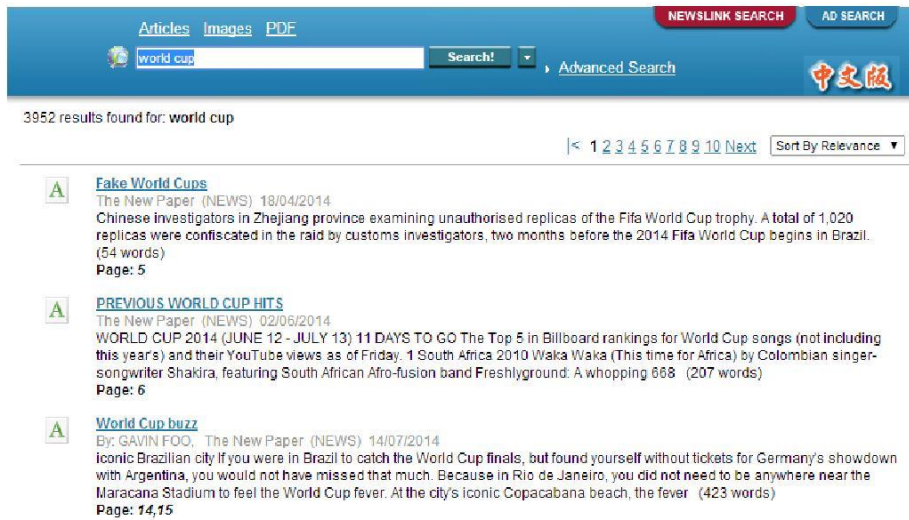 NEWSLINK SEARCH AD SEARCH
Articles Images PDF
world cup Search! Advanced Search
中文版
3952 results found for: world cup
|< 1 2 3 4 5 6 7 8 9 10 Next Sort By Relevance ▼
A Fake World Cups
The New Paper (NEWS) 18/04/2014
Chinese investigators in Zhejiang province examining unauthorised replicas of the Fifa World Cup trophy. A total of 1,020
replicas were confiscated in the raid by customs investigators, two months before the 2014 Fifa World Cup begins in Brazil.
(54 words)
Page: 5
A PREVIOUS WORLD CUP HITS
The New Paper (NEWS) 02/06/2014
WORLD CUP 2014 (JUNE 12 - JULY 13) 11 DAYS TO GO The Top 5 in Billboard rankings for World Cup songs (not including
this year's) and their YouTube views as of Friday. 1 South Africa 2010 Waka Waka (This time for Africa) by Colombian singer-
songwriter Shakira, featuring South African Afro-fusion band Freshlyground: A whopping 668 (207 words)
Page: 6
A World Cup buzz
By: GAVIN FOO, The New Paper (NEWS) 14/07/2014
iconic Brazilian city If you were in Brazil to catch the World Cup finals, but found yourself without tickets for Germany's showdown
with Argentina, you would not have missed that much. Because in Rio de Janeiro, you did not need to be anywhere near the
Maracana Stadium to feel the World Cup fever. At the city's iconic Copacabana beach, the fever (423 words)
Page: 14,15